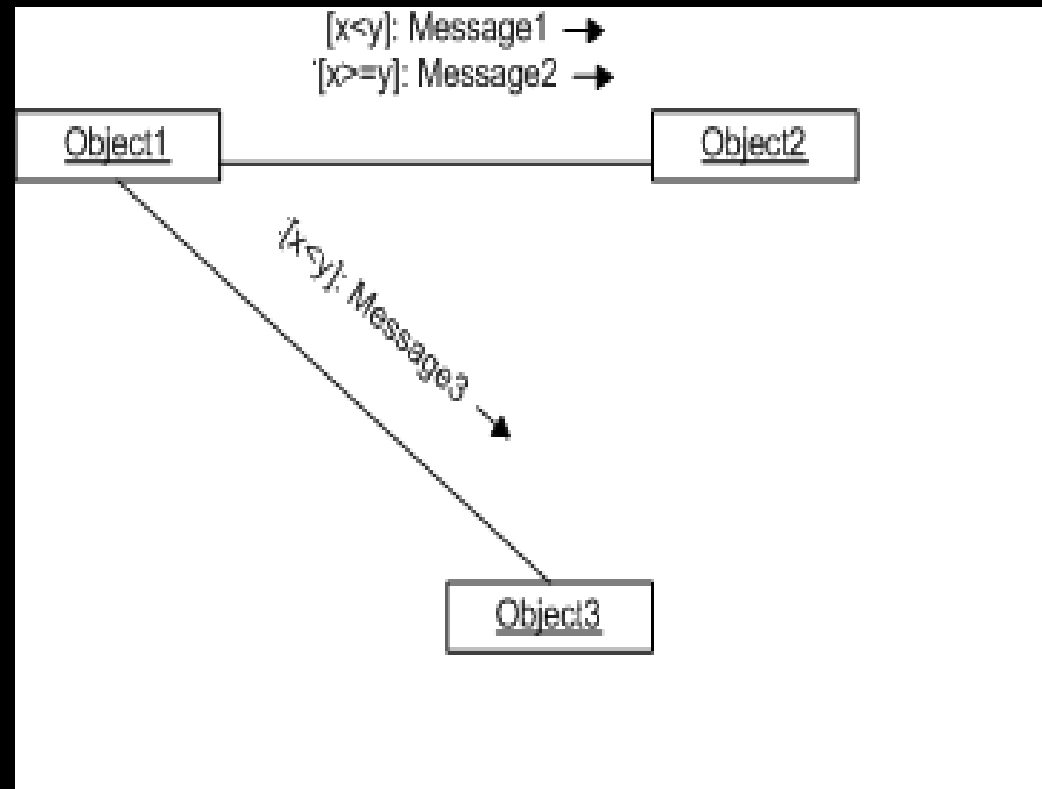 [x<y]: Message1
[x>=y]: Message2
Object1
Object2
[x<y]: Message3
Object3